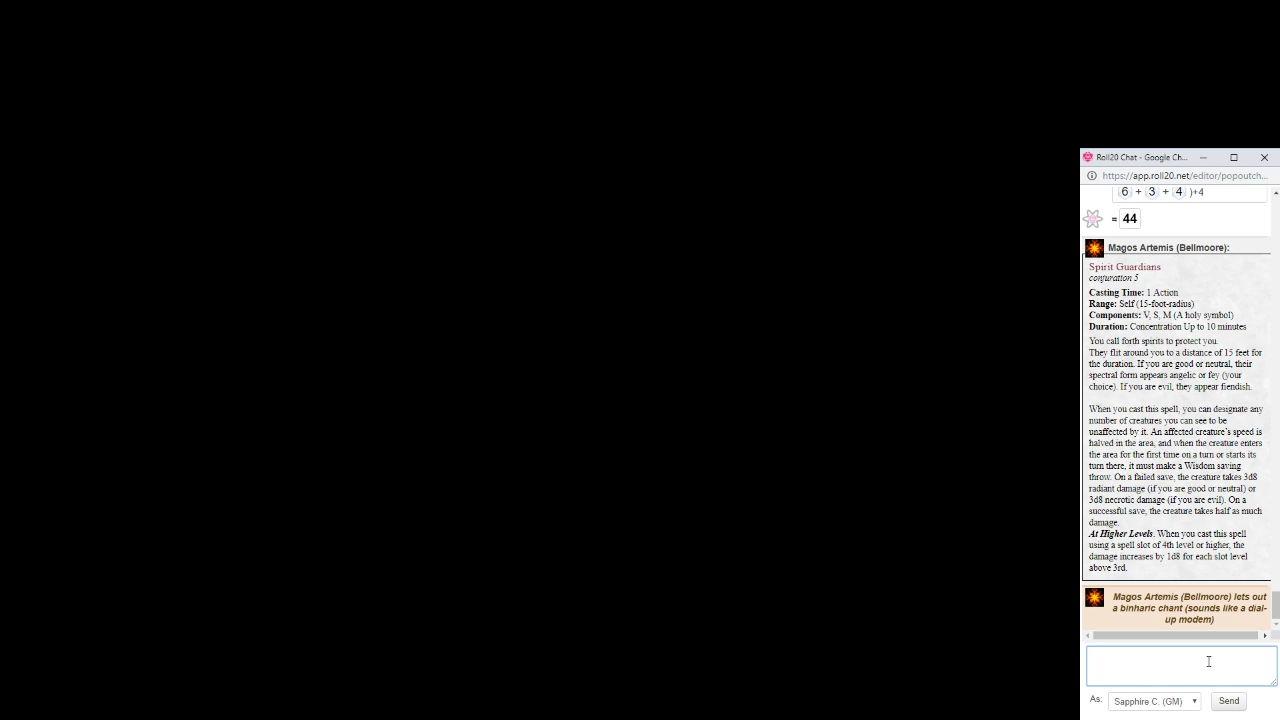 Roll20 Chat - Google Ch...
https://app.roll20.net/editor/popoutch...
6 + 3 + 4 )+4
= 44
Magos Artemis (Bellmoore):
Spirit Guardians
conjuration 5
Casting Time: 1 Action
Range: Self (15-foot-radius)
Components: V, S, M (A holy symbol)
Duration: Concentration Up to 10 minutes
You call forth spirits to protect you.
They flit around you to a distance of 15 feet for
the duration. If you are good or neutral, their
spectral form appears angelic or fey (your
choice). If you are evil, they appear fiendish.
When you cast this spell, you can designate any
number of creatures you can see to be
unaffected by it. An affected creature's speed is
halved in the area, and when the creature enters
the area for the first time on a turn or starts its
turn there, it must make a Wisdom saving
throw. On a failed save, the creature takes 3d8
radiant damage (if you are good or neutral) or
3d8 necrotic damage (if you are evil). On a
successful save, the creature takes half as much
damage.
At Higher Levels. When you cast this spell
using a spell slot of 4th level or higher, the
damage increases by 1d8 for each slot level
above 3rd.
Magos Artemis (Bellmoore) lets out
a binharic chant (sounds like a dial-
up modem)
As: Sapphire C. (GM) Send